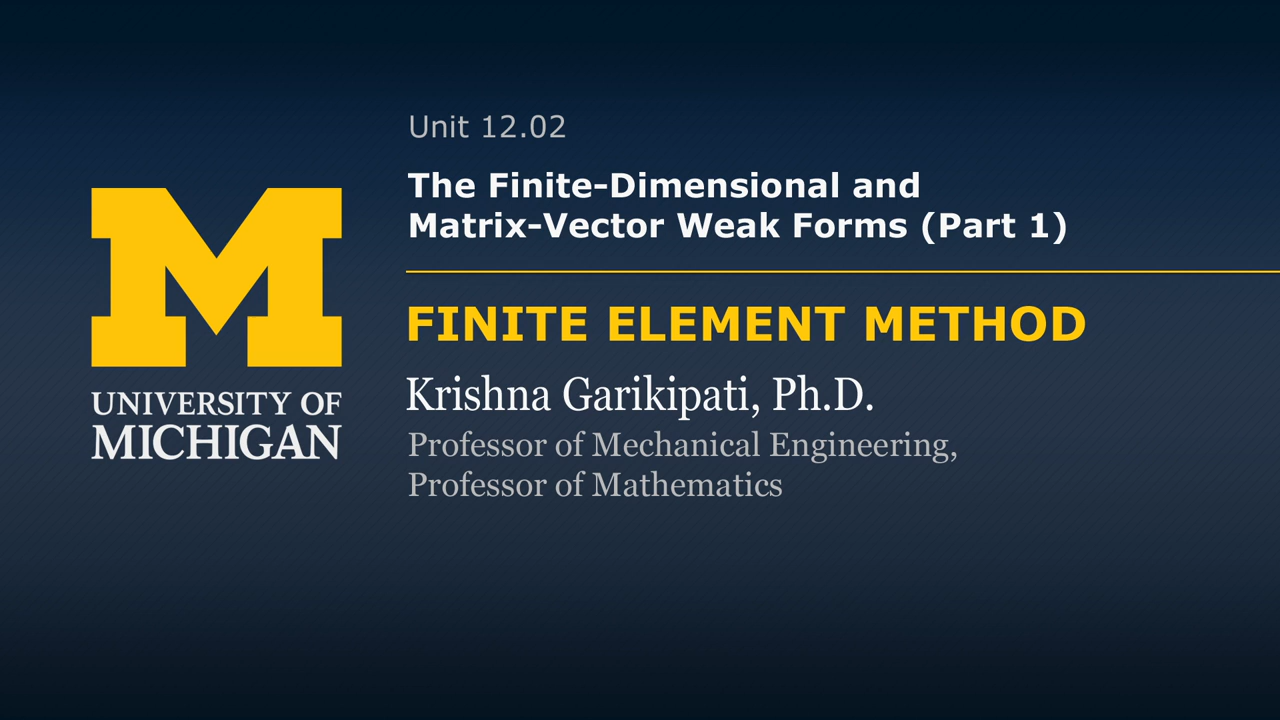 Unit 12.02
The Finite-Dimensional and
Matrix-Vector Weak Forms (Part 1)
FINITE ELEMENT METHOD
Krishna Garikipati, Ph.D.
Professor of Mechanical Engineering,
Professor of Mathematics
M
UNIVERSITY OF
MICHIGAN